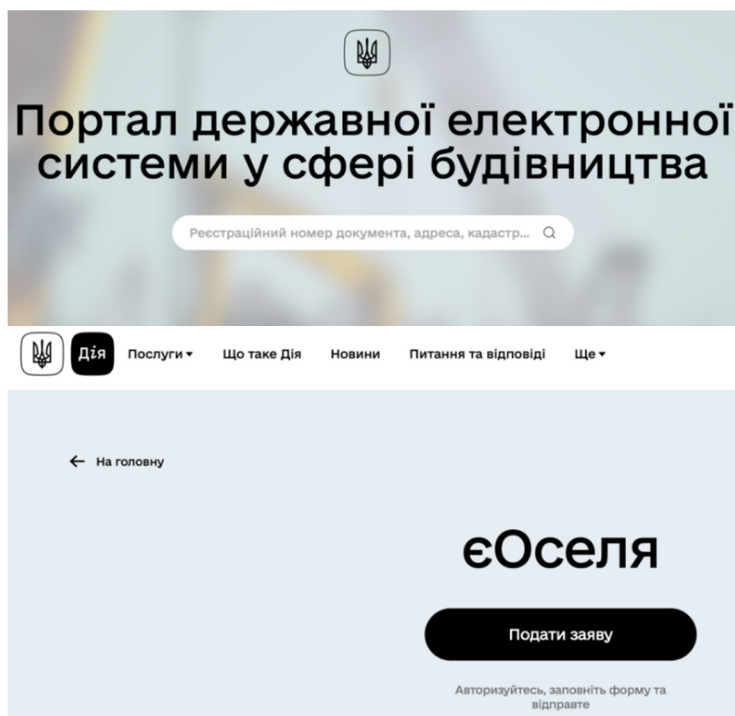 Портал державної електронної
системи у сфері будівництва
Реєстраційний номер документа, адреса, кадастр...
Дія Послуги Що таке Дія Новини Питання та відповіді Ще
На головну
єОселя
Подати заяву
Авторизуйтесь, заповніть форму та
відправте